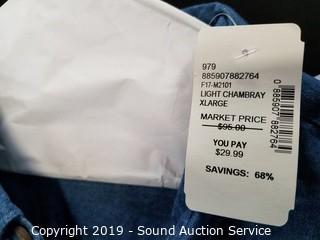 979
885907882764
F17-M2101
LIGHT CHAMBRAY
XLARGE
MARKET PRICE
$95.00
YOU PAY
$29.99
SAVINGS: 68%
0 885907 882764
Copyright 2019 - Sound Auction Service